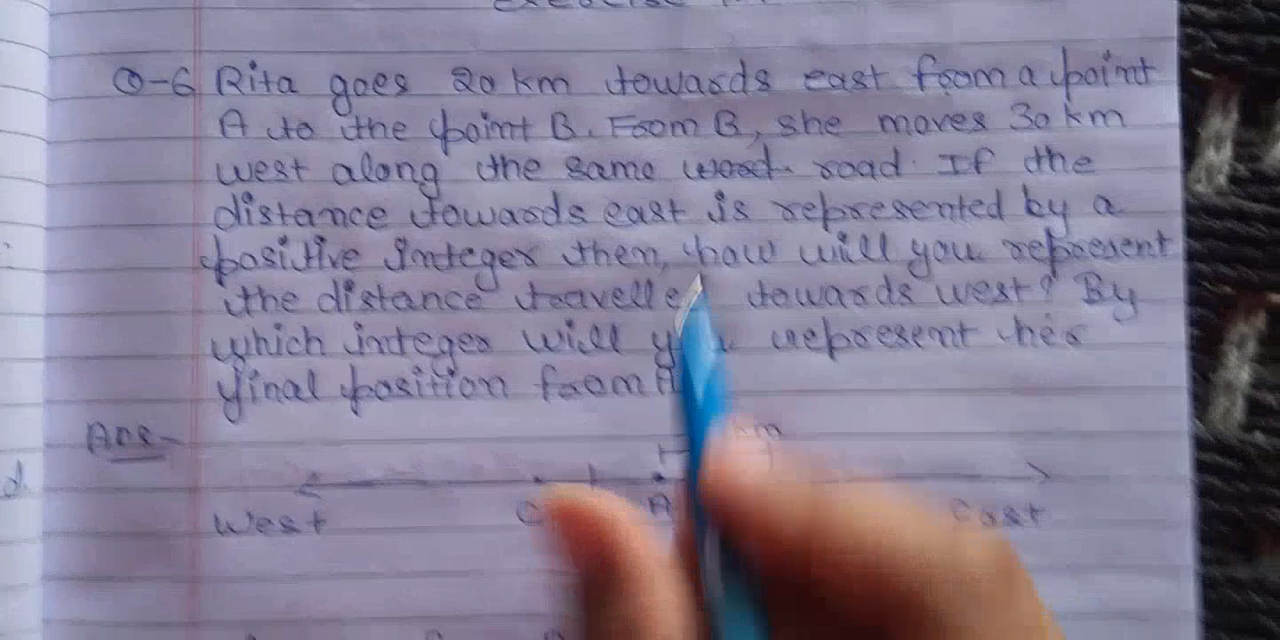 Q-6 Rita goes 20 km towards east from a point
A to the point B. From B, she moves 30 km
west along the same road. If the
distance towards east is represented by a
positive integer then, how will you represent
the distance travelle towards west? By
which integer will you represent her
final position from A
Ans-
A
West East